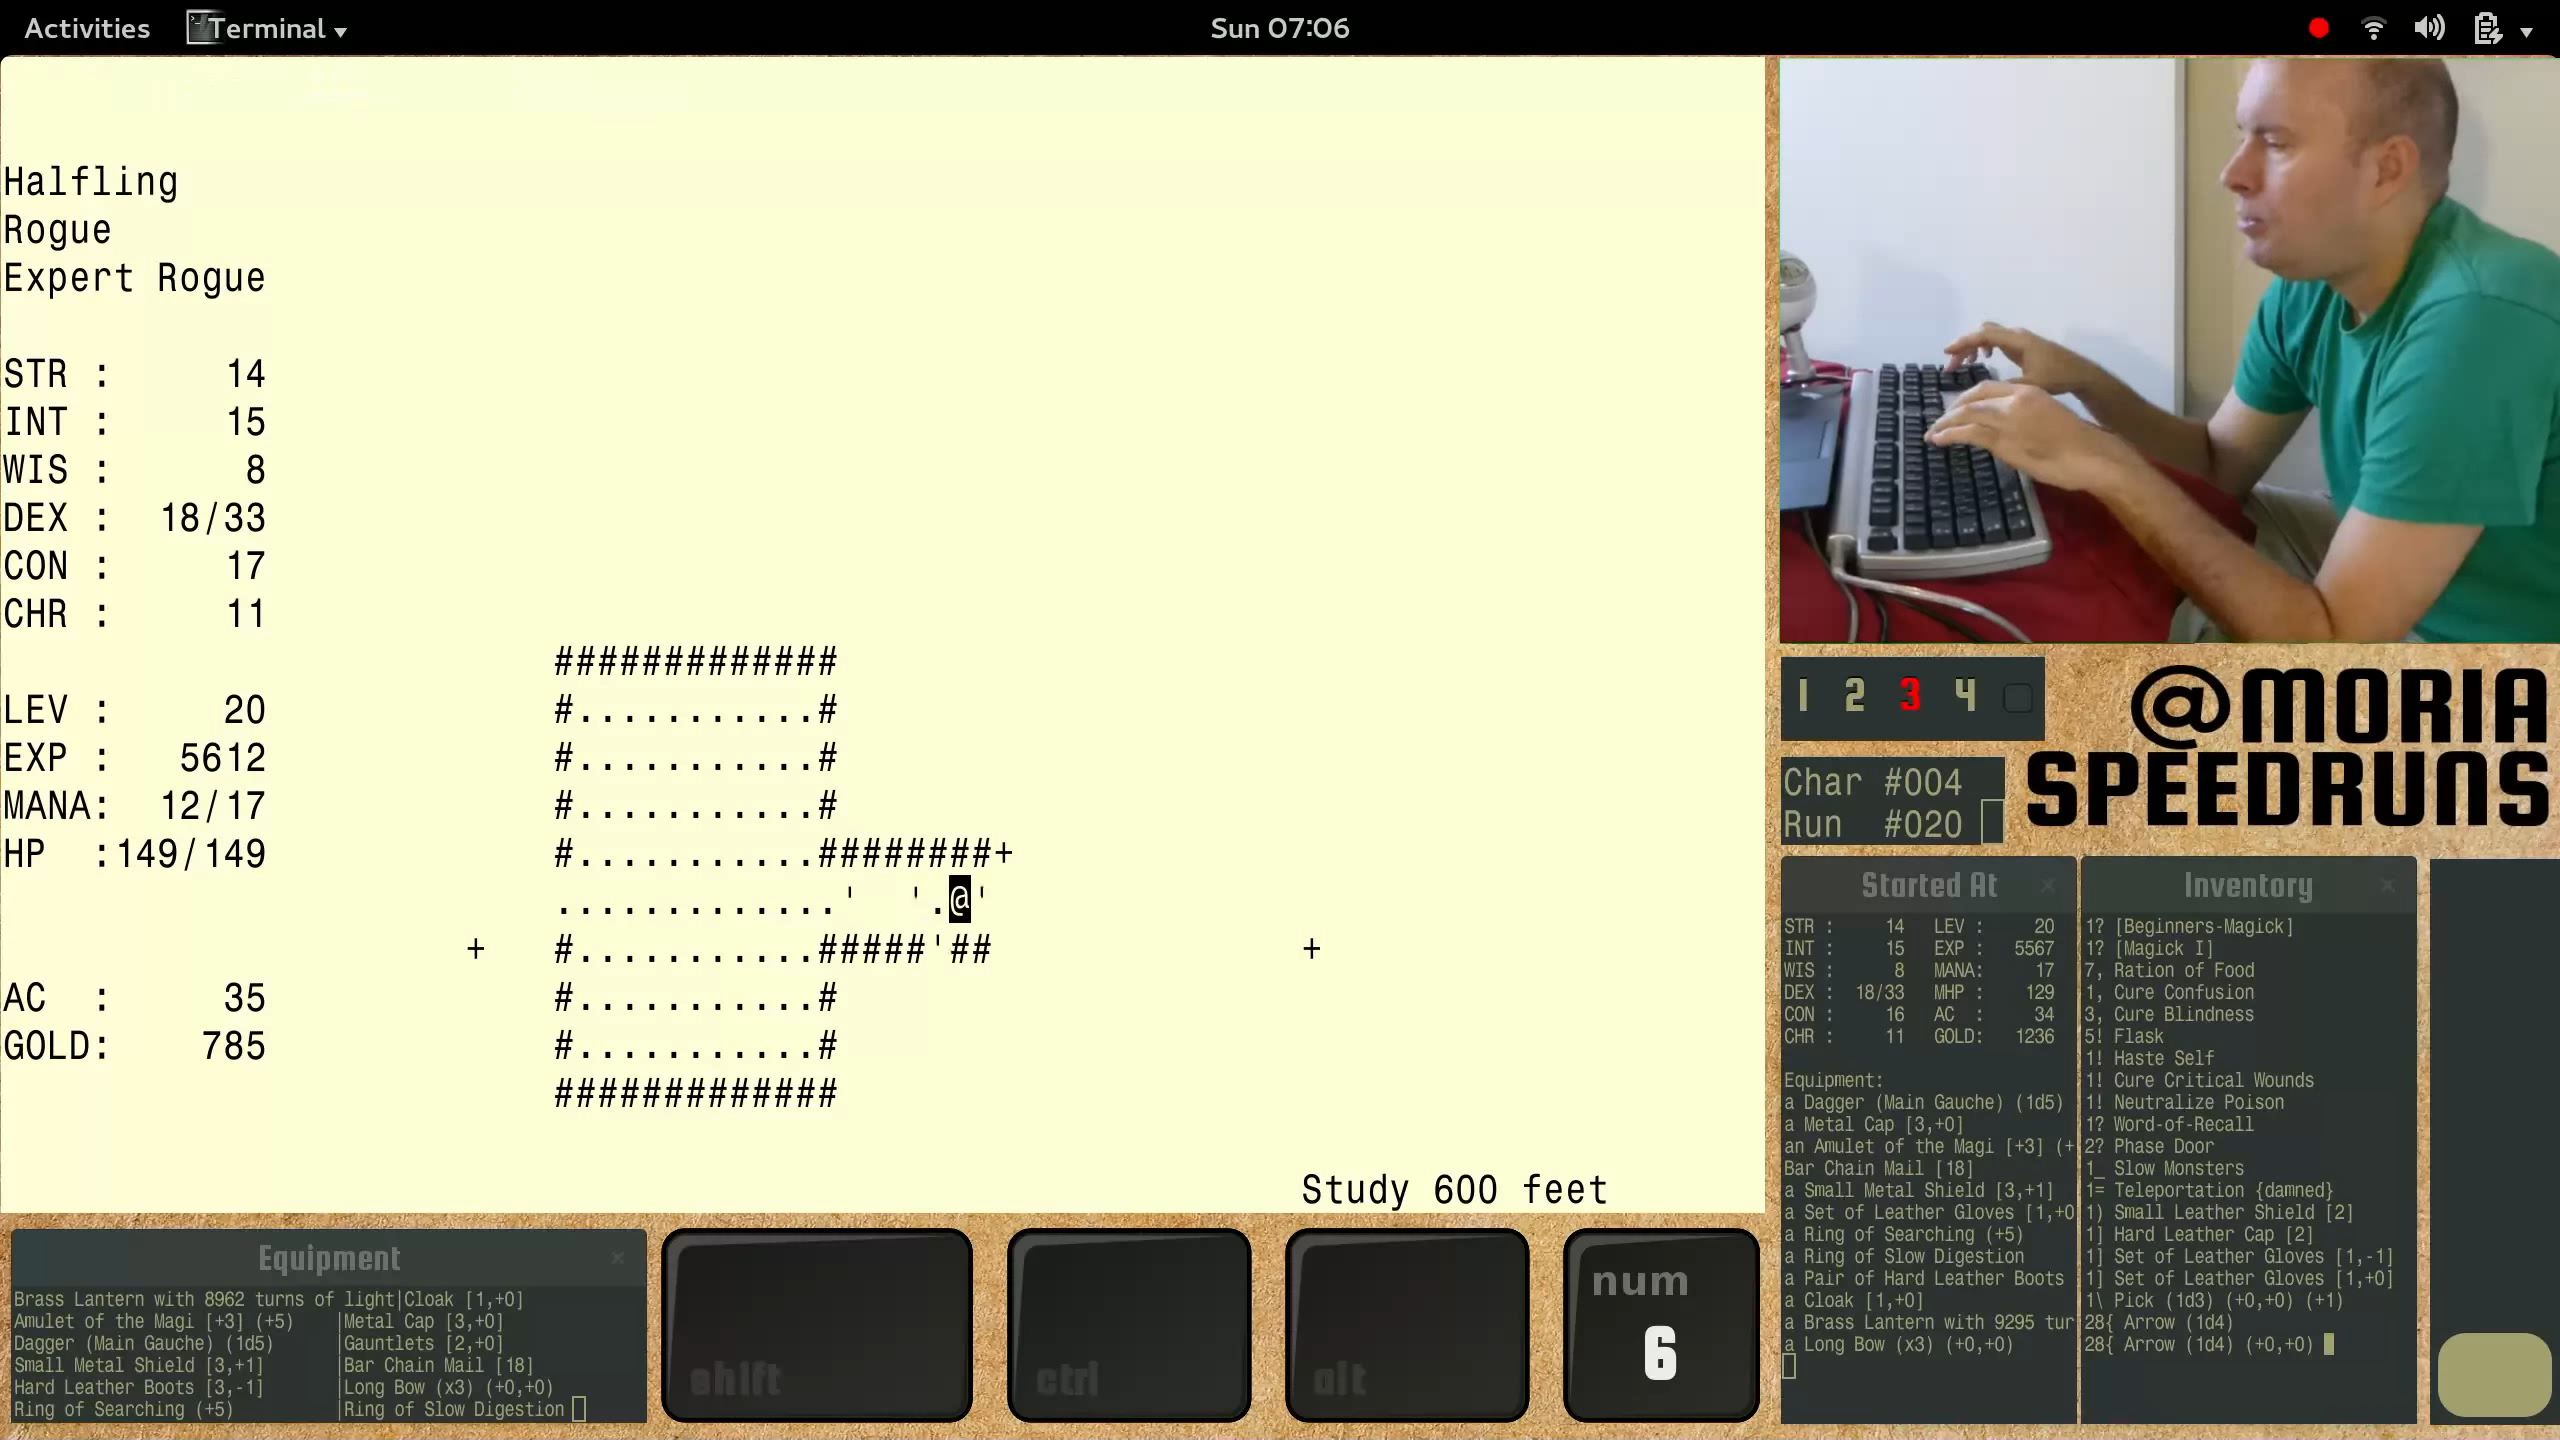 Activities Terminal Sun 07:06
Halfling
Rogue
Expert Rogue
STR : 14
INT : 15
WIS : 8
DEX : 18/33
CON : 17
CHR : 11
LEV : 20
EXP : 5612
MANA: 12/17
HP :149/149
AC : 35
GOLD: 785
#############
#...........#
#...........#
#...........#
#...........########+
.............' '.@'
+ #...........#####'## +
#...........#
#...........#
#############
Study 600 feet
1 2 3 4
@MORIA
SPEEDRUNS
Char #004
Run #020
Started At
STR : 14 LEV : 20
INT : 15 EXP : 5567
WIS : 8 MANA: 17
DEX : 18/33 MHP : 129
CON : 16 AC : 34
CHR : 11 GOLD: 1236
Equipment:
a Dagger (Main Gauche) (1d5)
a Metal Cap [3,+0]
an Amulet of the Magi [+3] (+
Bar Chain Mail [18]
a Small Metal Shield [3,+1]
a Set of Leather Gloves [1,+0
a Ring of Searching (+5)
a Ring of Slow Digestion
a Pair of Hard Leather Boots
a Cloak [1,+0]
a Brass Lantern with 9295 tur
a Long Bow (x3) (+0,+0)
Inventory
1? [Beginners-Magick]
1? [Magick I]
7, Ration of Food
1, Cure Confusion
3, Cure Blindness
5! Flask
1! Haste Self
1! Cure Critical Wounds
1! Neutralize Poison
1? Word-of-Recall
2? Phase Door
1_ Slow Monsters
1= Teleportation {damned}
1) Small Leather Shield [2]
1] Hard Leather Cap [2]
1] Set of Leather Gloves [1,-1]
1] Set of Leather Gloves [1,+0]
1\ Pick (1d3) (+0,+0) (+1)
28{ Arrow (1d4)
28{ Arrow (1d4) (+0,+0)
Equipment
Brass Lantern with 8962 turns of light|Cloak [1,+0]
Amulet of the Magi [+3] (+5) |Metal Cap [3,+0]
Dagger (Main Gauche) (1d5) |Gauntlets [2,+0]
Small Metal Shield [3,+1] |Bar Chain Mail [18]
Hard Leather Boots [3,-1] |Long Bow (x3) (+0,+0)
Ring of Searching (+5) |Ring of Slow Digestion
shift
ctrl
alt
num
6